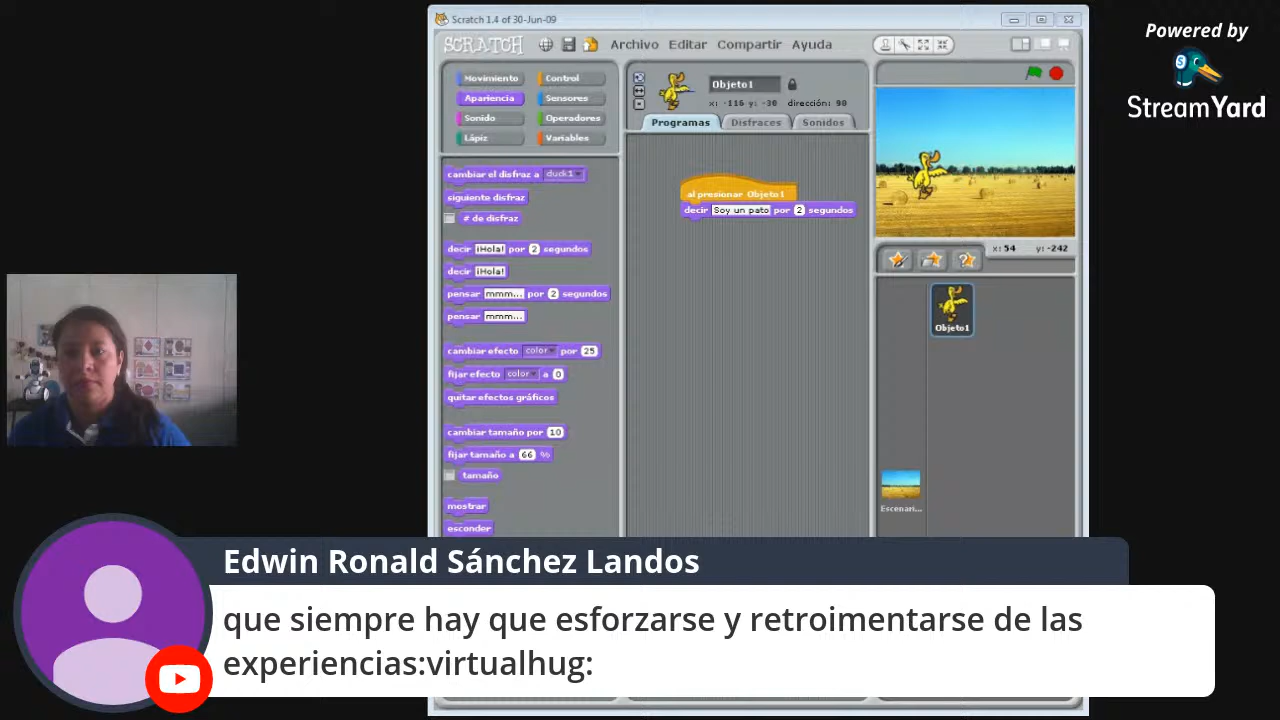 Scratch 1.4 of 30-Jun-09
SCRATCH
Archivo Editar Compartir Ayuda
Powered by
StreamYard
Movimiento Control
Apariencia Sensores
Sonido Operadores
Lápiz Variables
Objeto1
x: -116 y: -30 dirección: 90
Programas Disfraces Sonidos
cambiar el disfraz a duck1
siguiente disfraz
# de disfraz
decir ¡Hola! por 2 segundos
decir ¡Hola!
pensar mmm... por 2 segundos
pensar mmm...
cambiar efecto color por 25
fijar efecto color a 0
quitar efectos gráficos
cambiar tamaño por 10
fijar tamaño a 66 %
tamaño
mostrar
esconder
al presionar Objeto1
decir Soy un pato por 2 segundos
x: 54 y: -242
Objeto1
Escenari...
Edwin Ronald Sánchez Landos
que siempre hay que esforzarse y retroimentarse de las
experiencias:virtualhug: